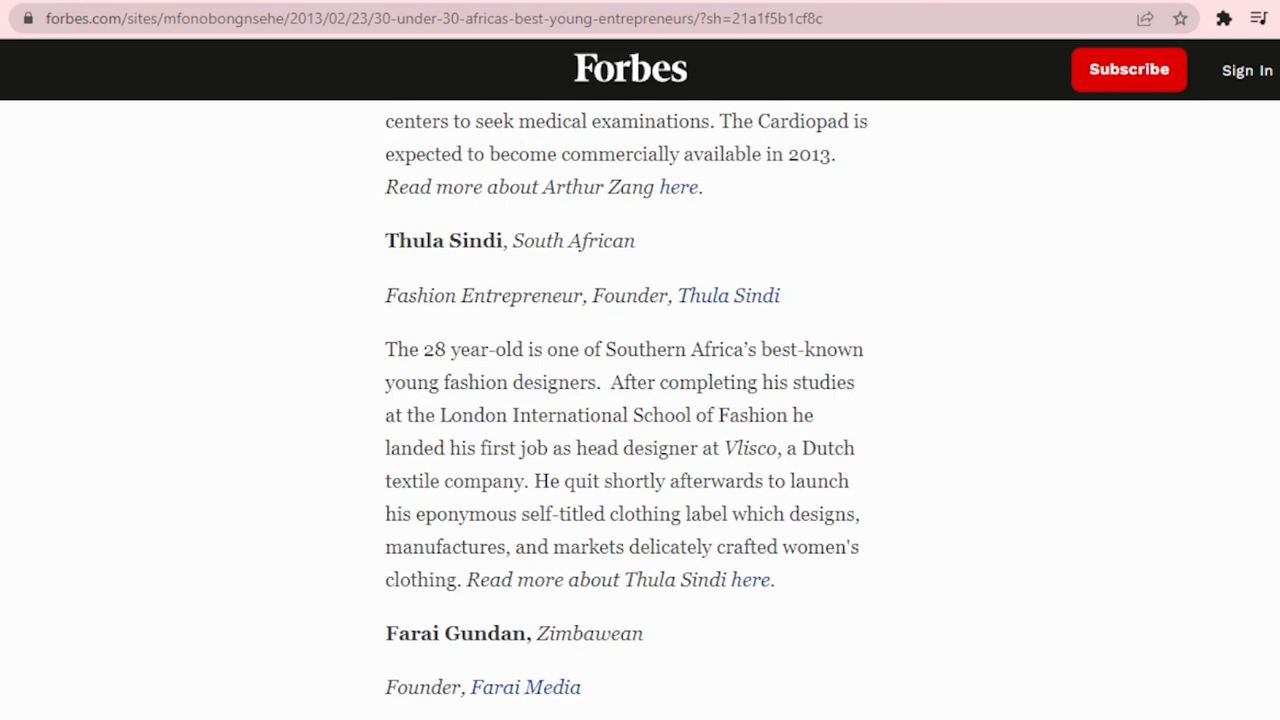 forbes.com/sites/mfonobongnsehe/2013/02/23/30-under-30-africas-best-young-entrepreneurs/?sh=21a1f5b1cf8c
Forbes
Subscribe
Sign In
centers to seek medical examinations. The Cardiopad is
expected to become commercially available in 2013.
Read more about Arthur Zang here.
Thula Sindi, South African
Fashion Entrepreneur, Founder, Thula Sindi
The 28 year-old is one of Southern Africa’s best-known
young fashion designers.  After completing his studies
at the London International School of Fashion he
landed his first job as head designer at Vlisco, a Dutch
textile company. He quit shortly afterwards to launch
his eponymous self-titled clothing label which designs,
manufactures, and markets delicately crafted women's
clothing. Read more about Thula Sindi here.
Farai Gundan, Zimbawean
Founder, Farai Media